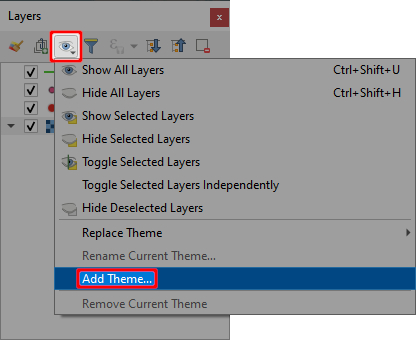 Layers
Show All Layers Ctrl+Shift+U
Hide All Layers Ctrl+Shift+H
Show Selected Layers
Hide Selected Layers
Toggle Selected Layers
Toggle Selected Layers Independently
Hide Deselected Layers
Replace Theme
Rename Current Theme...
Add Theme...
Remove Current Theme